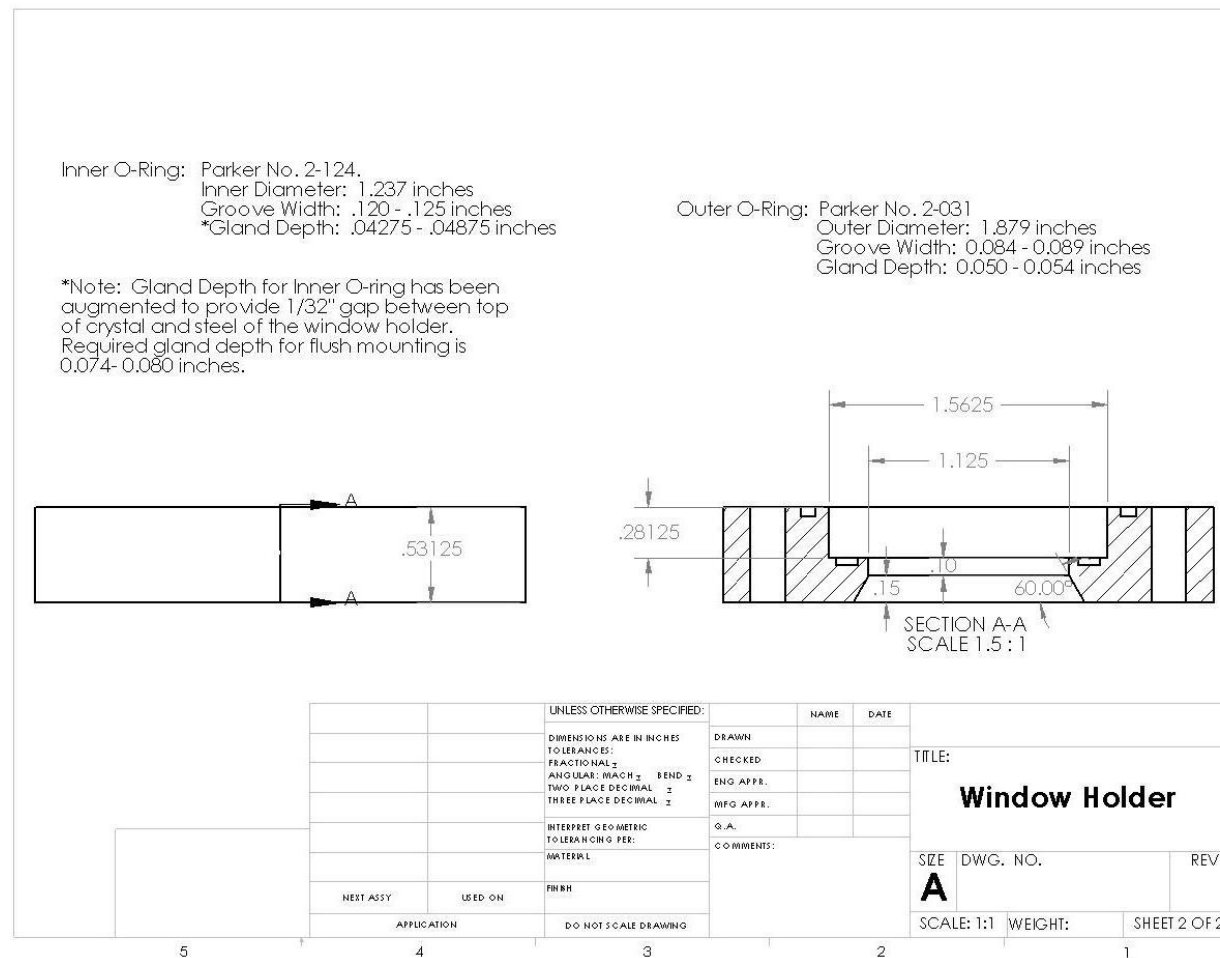 Inner O-Ring: Parker No. 2-124.
Inner Diameter: 1.237 inches
Groove Width: .120 - .125 inches
*Gland Depth: .04275 - .04875 inches
Outer O-Ring: Parker No. 2-031
Outer Diameter: 1.879 inches
Groove Width: 0.084 - 0.089 inches
Gland Depth: 0.050 - 0.054 inches
*Note: Gland Depth for Inner O-ring has been
augmented to provide 1/32" gap between top
of crystal and steel of the window holder.
Required gland depth for flush mounting is
0.074- 0.080 inches.
1.5625
1.125
A
.53125
A
.28125
.10
.15
60.00°
SECTION A-A
SCALE 1.5 : 1
UNLESS OTHERWISE SPECIFIED:
DIMENSIONS ARE IN INCHES
TOLERANCES:
FRACTIONAL ±
ANGULAR: MACH ± BEND ±
TWO PLACE DECIMAL ±
THREE PLACE DECIMAL ±
INTERPRET GEOMETRIC
TOLERANCING PER:
MATERIAL
FINISH
NEXT ASSY
USED ON
APPLICATION
DO NOT SCALE DRAWING
NAME
DATE
DRAWN
CHECKED
ENG APPR.
MFG APPR.
Q.A.
COMMENTS:
TITLE:
Window Holder
SIZE
A
DWG. NO.
REV
SCALE: 1:1
WEIGHT:
SHEET 2 OF 2
5
4
3
2
1